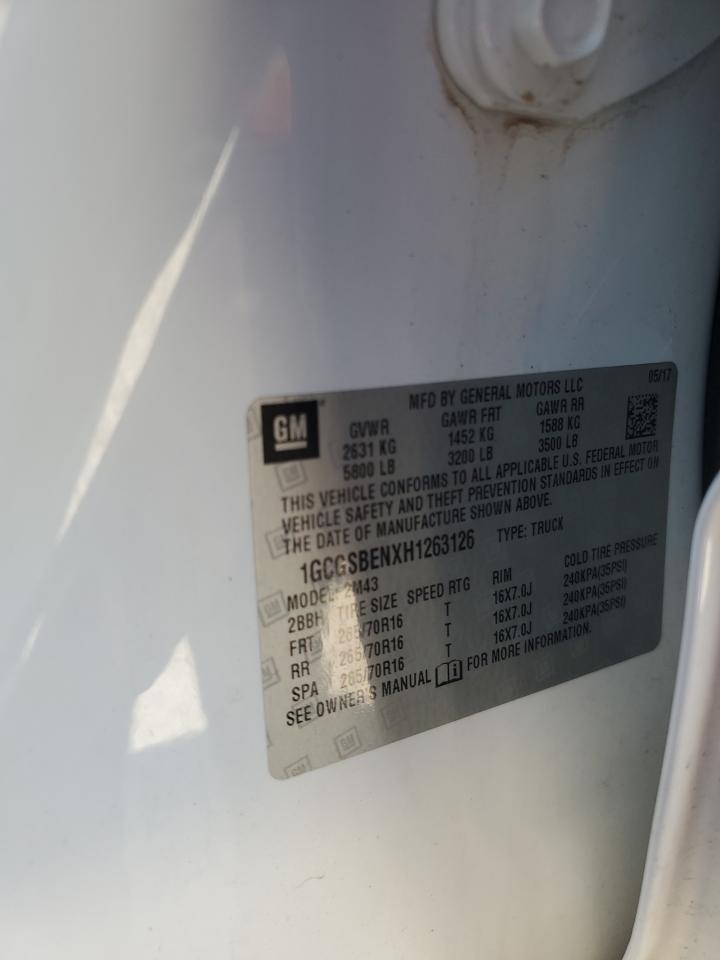 GM
MFD BY GENERAL MOTORS LLC 05/17
GVWR GAWR FRT GAWR RR
2631 KG 1452 KG 1588 KG
5800 LB 3200 LB 3500 LB
THIS VEHICLE CONFORMS TO ALL APPLICABLE U.S. FEDERAL MOTOR
VEHICLE SAFETY AND THEFT PREVENTION STANDARDS IN EFFECT ON
THE DATE OF MANUFACTURE SHOWN ABOVE.
1GCGSBENXH1263126 TYPE: TRUCK
MODEL: 2M43
2BBH TIRE SIZE SPEED RTG RIM COLD TIRE PRESSURE
FRT 265/70R16 T 16X7.0J 240KPA(35PSI)
RR 265/70R16 T 16X7.0J 240KPA(35PSI)
SPA 265/70R16 T 16X7.0J 240KPA(35PSI)
SEE OWNER'S MANUAL FOR MORE INFORMATION.